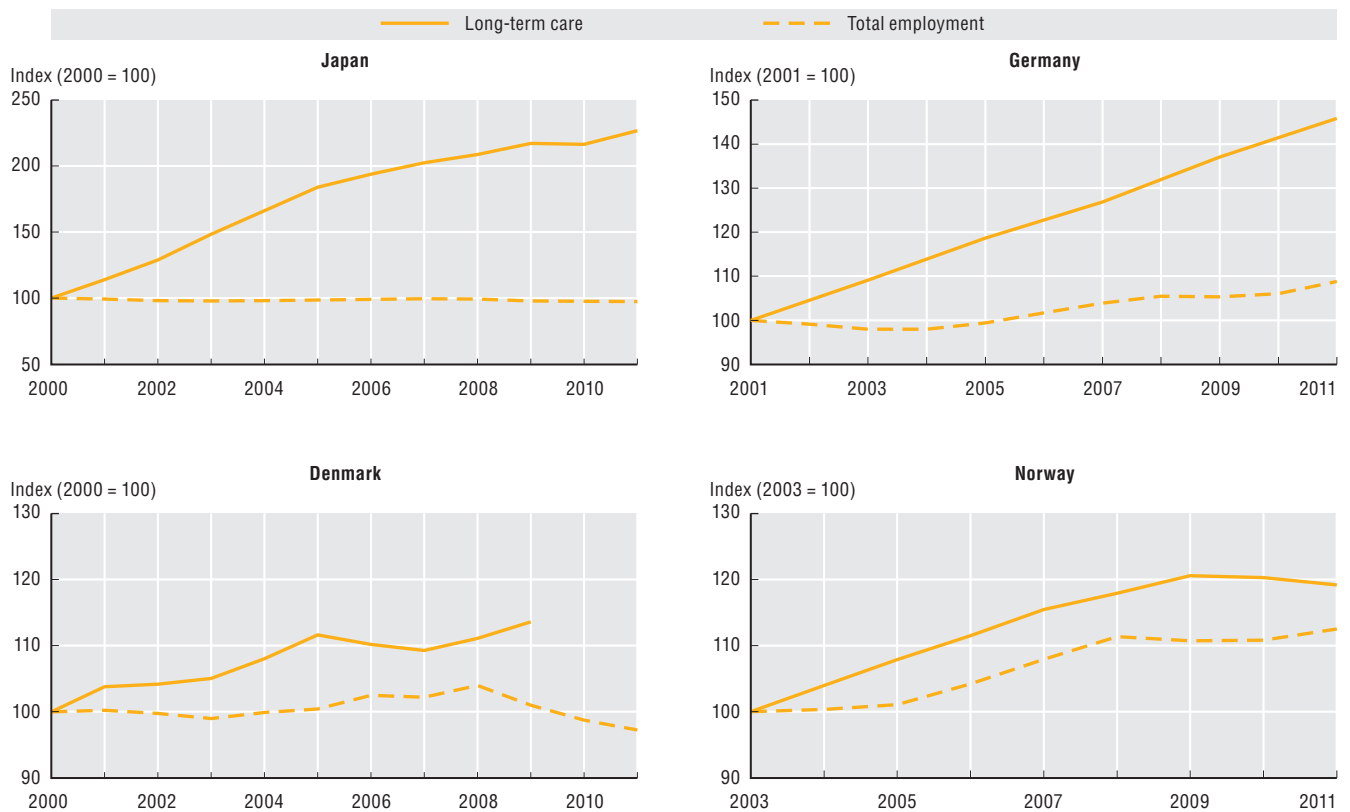 Long-term care Total employment
Japan
Index (2000 = 100)
250
200
150
100
50
2000 2002 2004 2006 2008 2010
Germany
Index (2001 = 100)
150
140
130
120
110
100
90
2001 2003 2005 2007 2009 2011
Denmark
Index (2000 = 100)
130
120
110
100
90
2000 2002 2004 2006 2008 2010
Norway
Index (2003 = 100)
130
120
110
100
90
2003 2005 2007 2009 2011